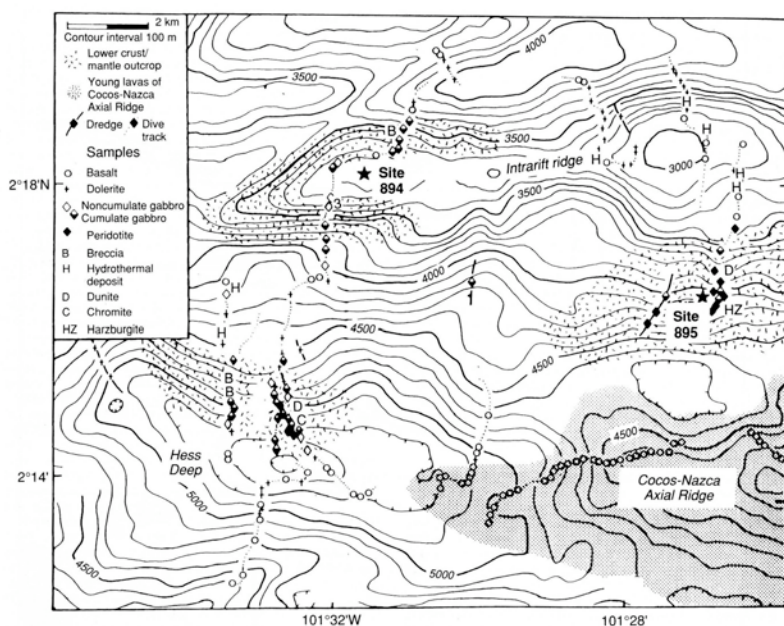 2 km
Contour interval 100 m
Lower crust/
mantle outcrop
Young lavas of
Cocos-Nazca
Axial Ridge
Dredge
Dive
track
Samples
Basalt
Dolerite
Noncumulate gabbro
Cumulate gabbro
Peridotite
B Breccia
H Hydrothermal
deposit
D Dunite
C Chromite
HZ Harzburgite
4000
3500
H
B
3500
H
Intrarift ridge
H
3000
H
Site
894
2°18'N
H
H
3
3500
4000
D
H
HZ
Site
895
H
4500
4500
B
B
D
C
4500
Hess
Deep
2°14'
Cocos-Nazca
Axial Ridge
5000
4500
5000
101°32'W
101°28'